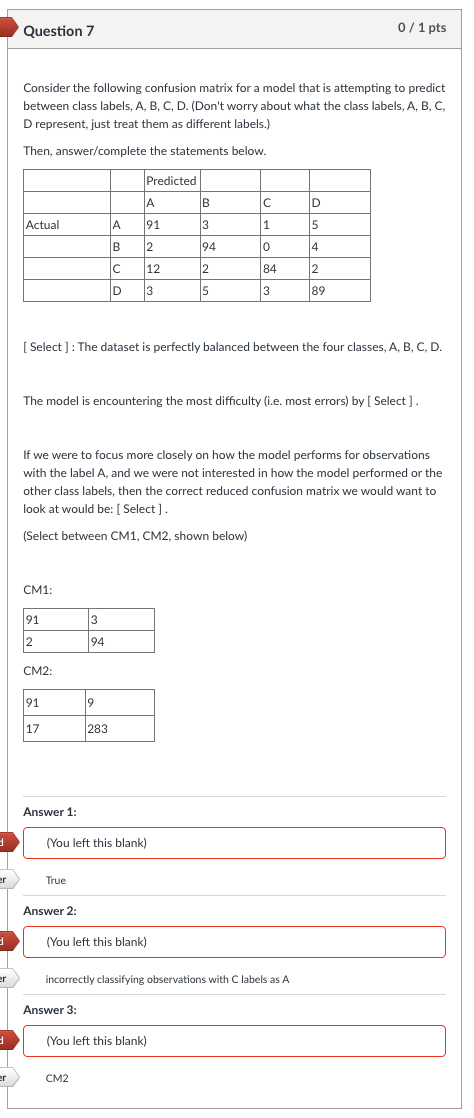 Question 7
0 / 1 pts
Consider the following confusion matrix for a model that is attempting to predict
between class labels, A, B, C, D. (Don't worry about what the class labels, A, B, C,
D represent, just treat them as different labels.)
Then, answer/complete the statements below.
Predicted
A B C D
Actual A 91 3 1 5
B 2 94 0 4
C 12 2 84 2
D 3 5 3 89
[ Select ] : The dataset is perfectly balanced between the four classes, A, B, C, D.
The model is encountering the most difficulty (i.e. most errors) by [ Select ] .
If we were to focus more closely on how the model performs for observations
with the label A, and we were not interested in how the model performed or the
other class labels, then the correct reduced confusion matrix we would want to
look at would be: [ Select ] .
(Select between CM1, CM2, shown below)
CM1:
91 3
2 94
CM2:
91 9
17 283
Answer 1:
d (You left this blank)
er True
Answer 2:
d (You left this blank)
er incorrectly classifying observations with C labels as A
Answer 3:
d (You left this blank)
er CM2